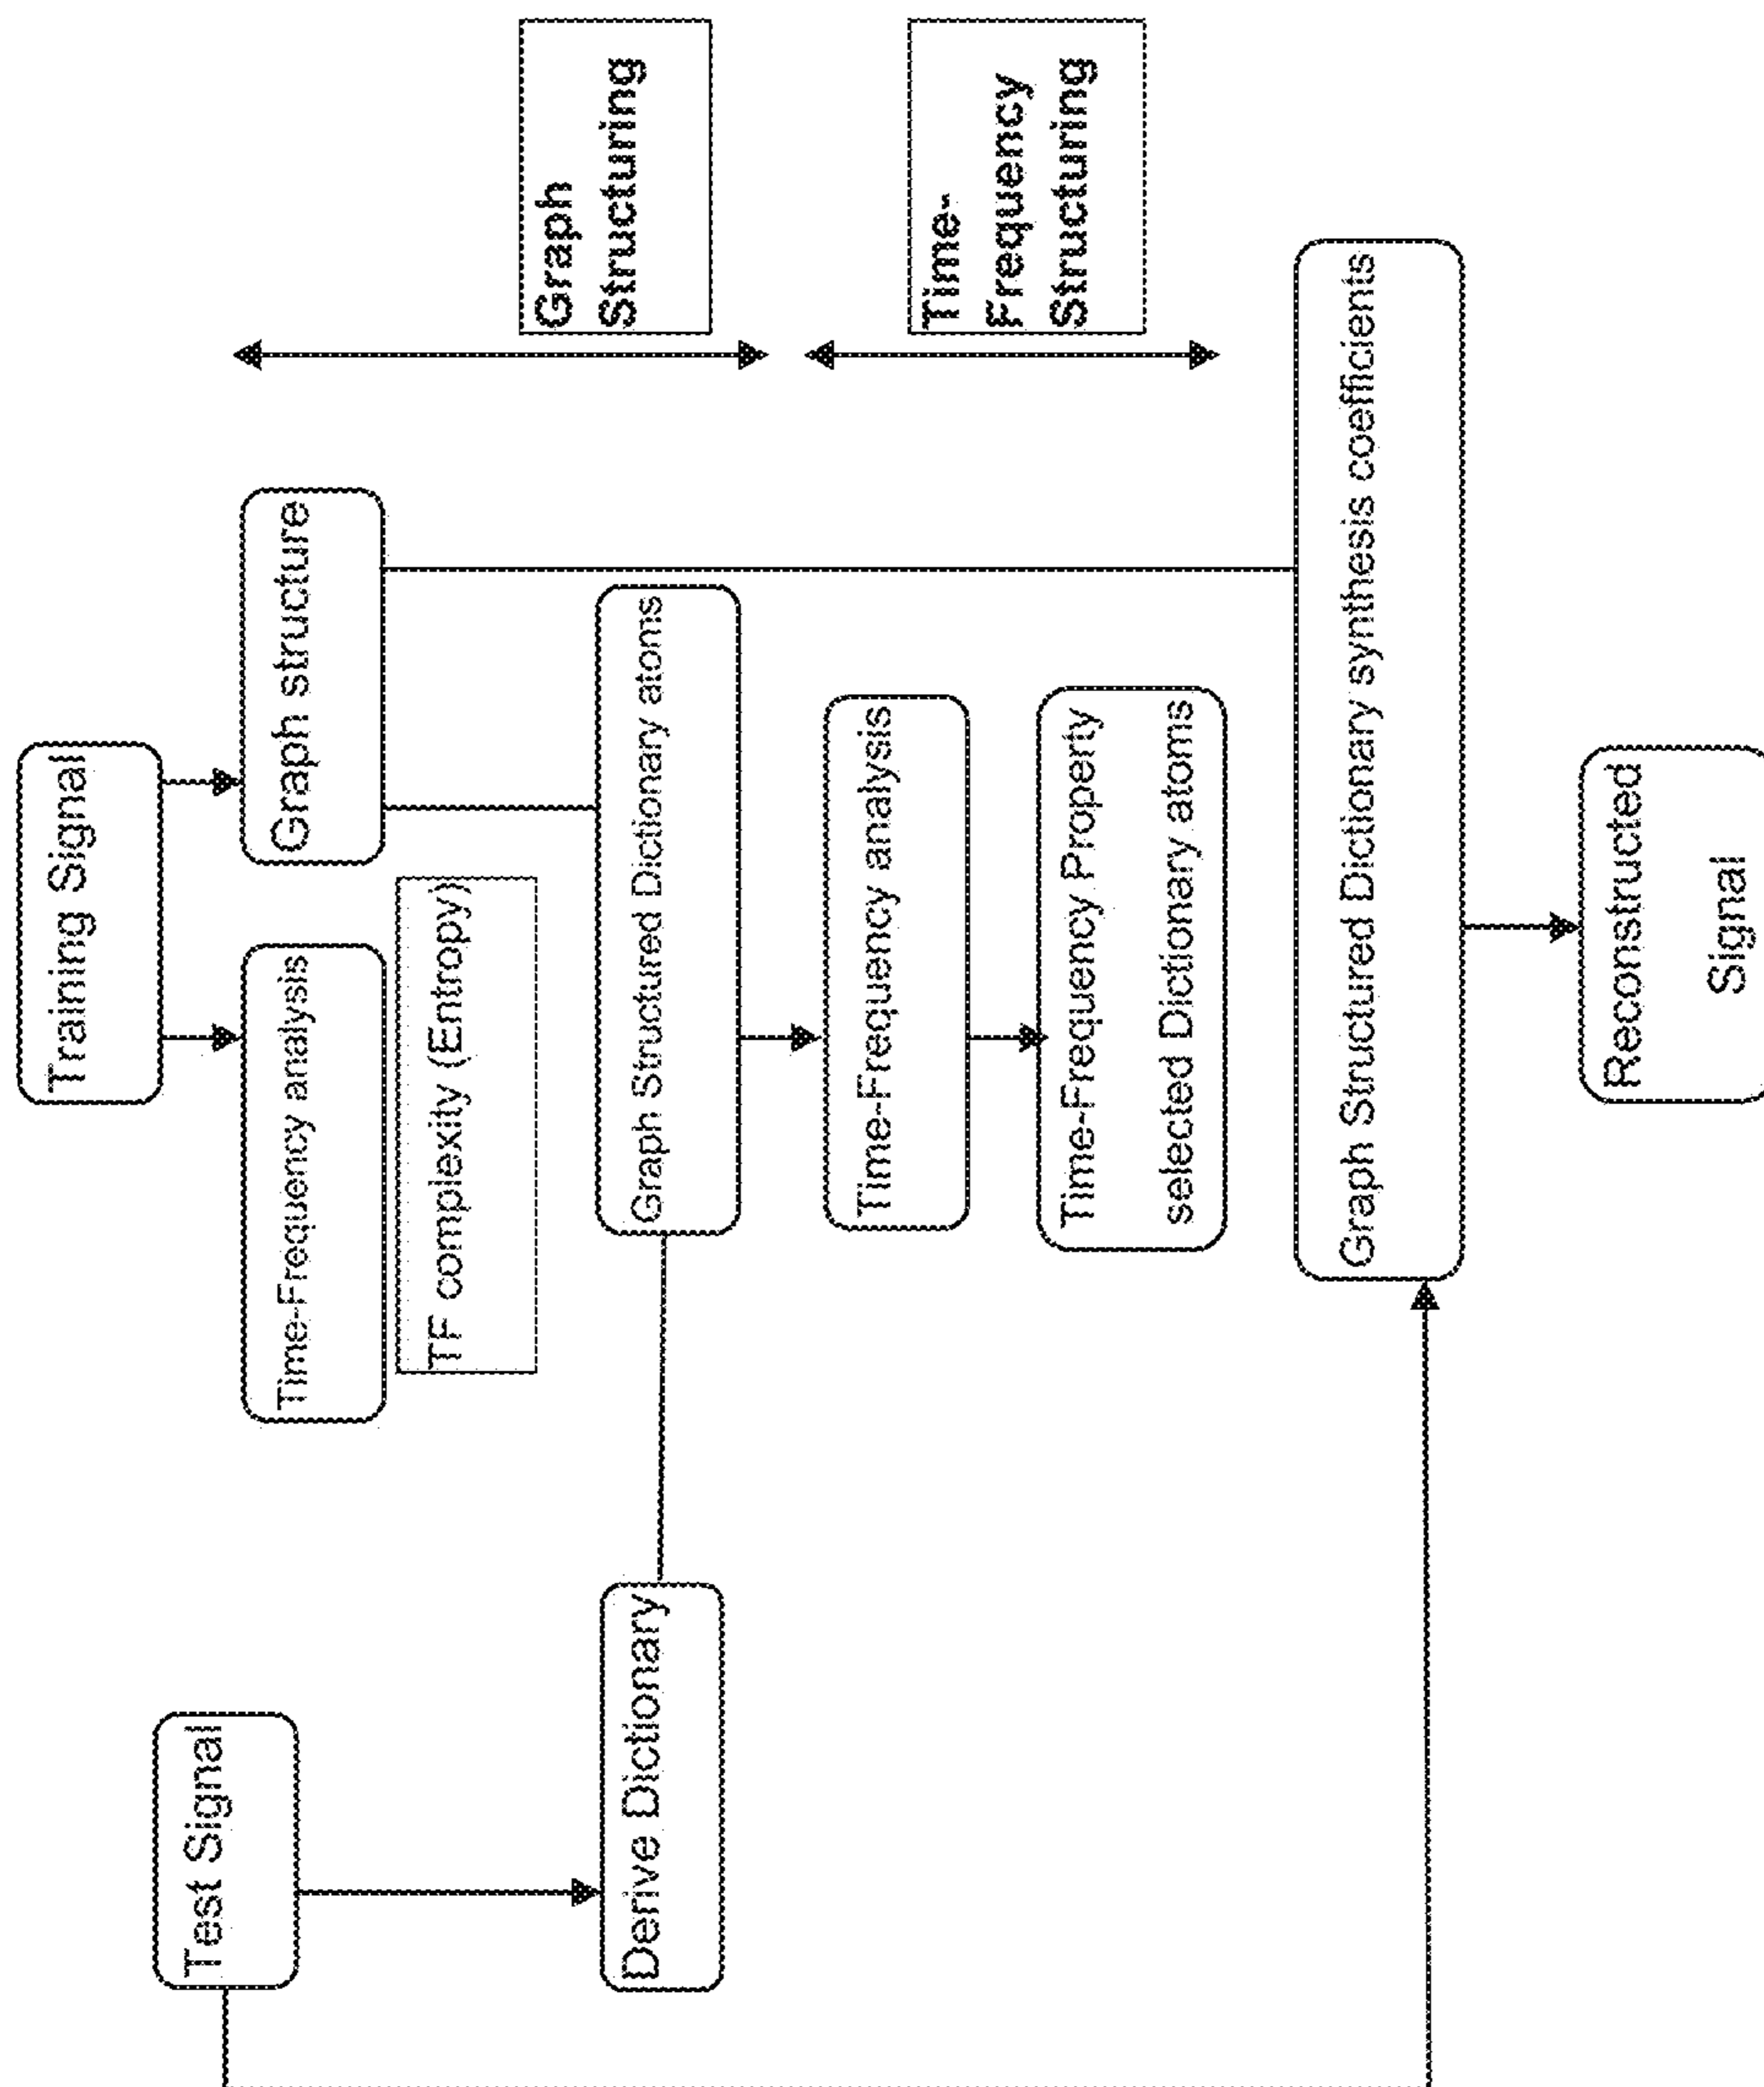 Training Signal
Test Signal
Time-Frequency analysis
Graph structure
TF complexity (Entropy)
Graph
Structuring
Derive Dictionary
Graph Structured Dictionary atoms
Time-Frequency analysis
Time-
Frequency
Structuring
Time-Frequency Property
selected Dictionary atoms
Graph Structured Dictionary synthesis coefficients
Reconstructed
Signal